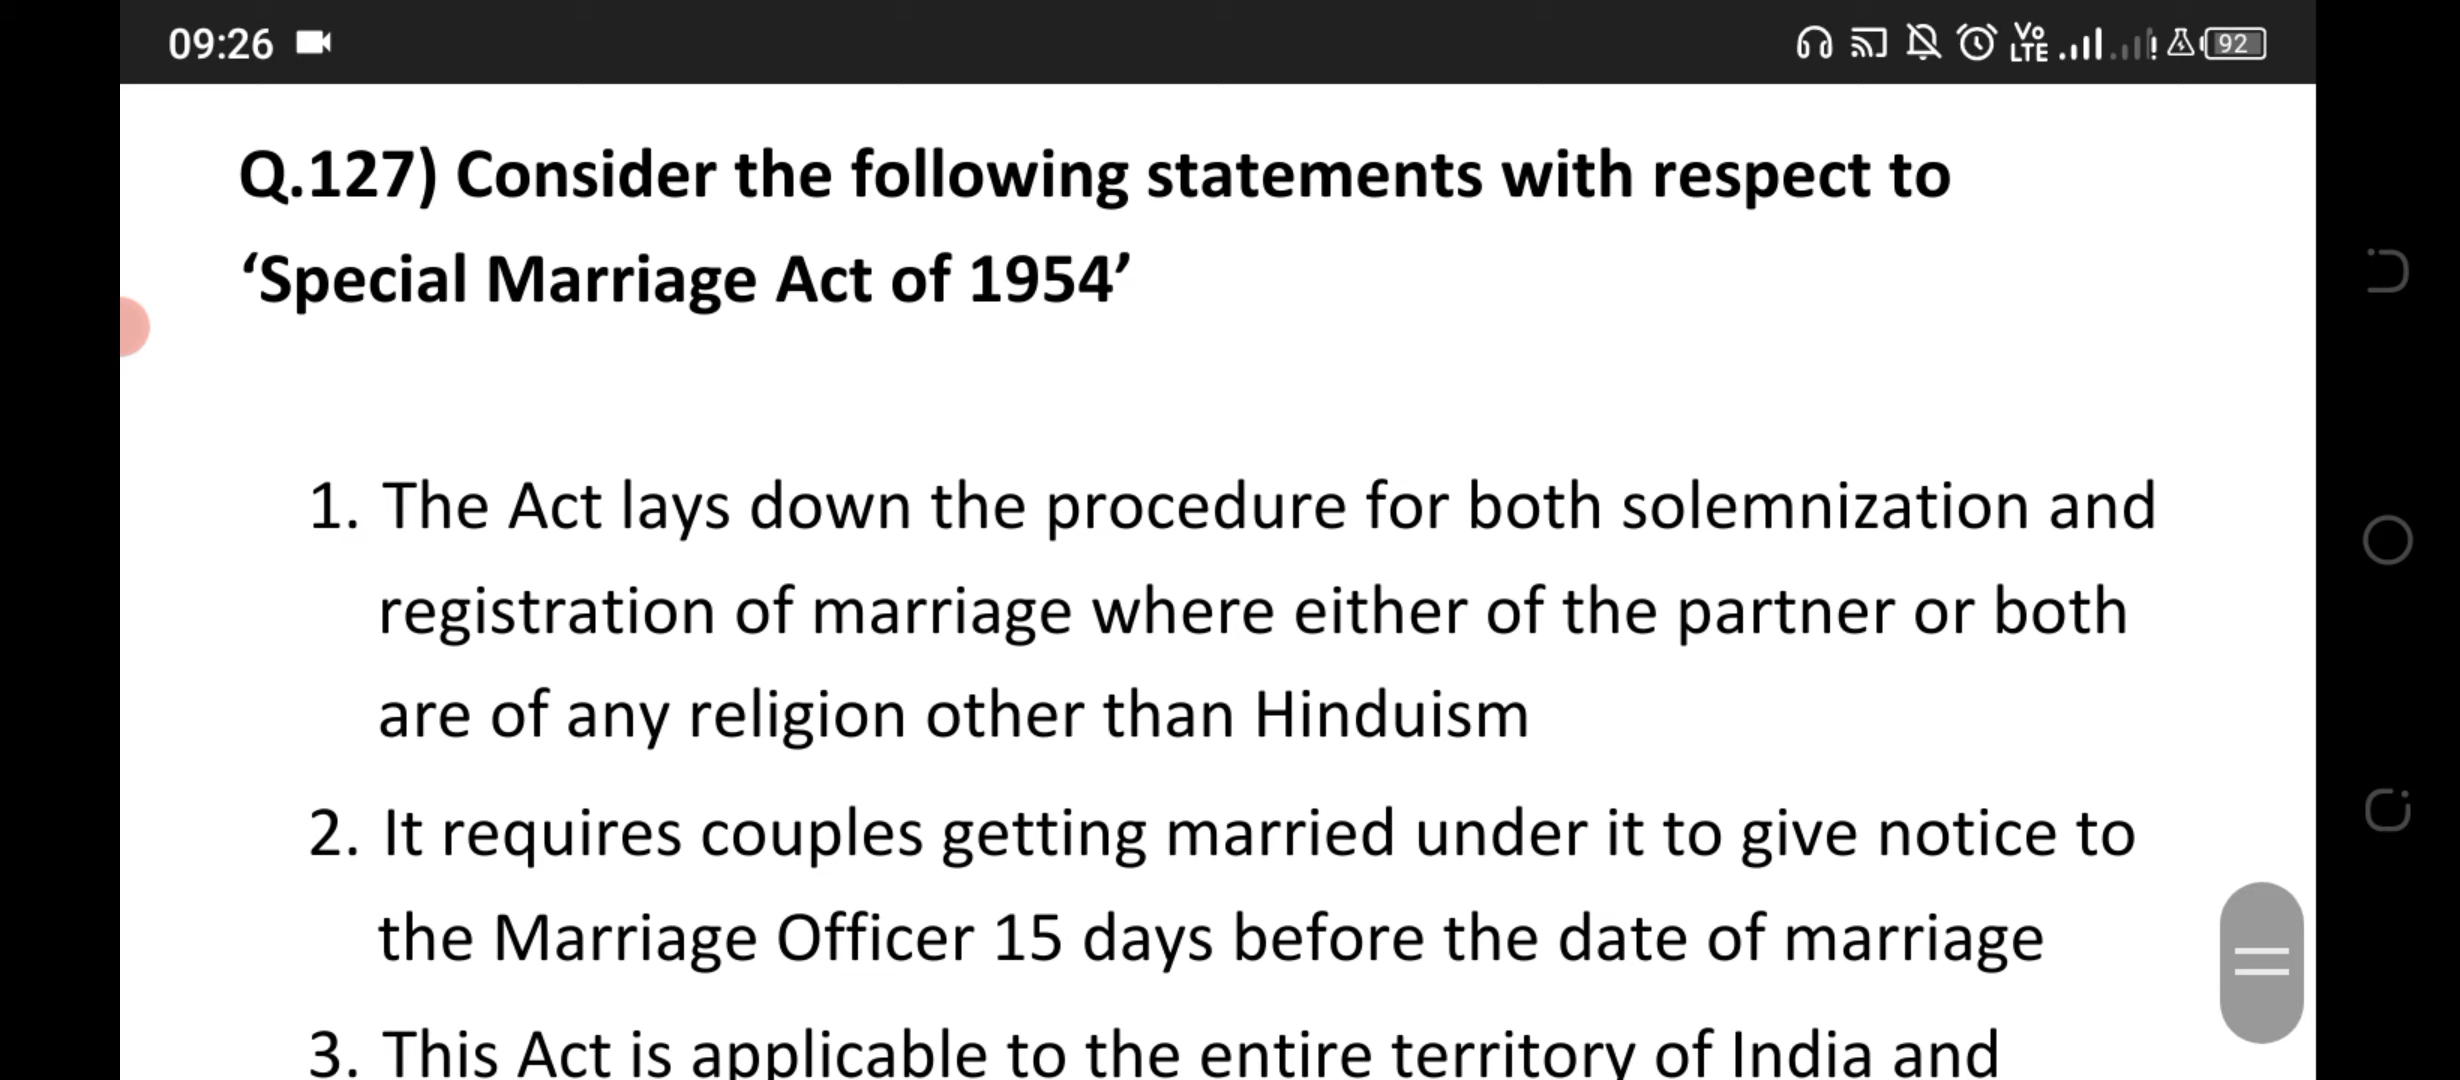 09:26
Vo
LTE
92
Q.127) Consider the following statements with respect to
‘Special Marriage Act of 1954’
1. The Act lays down the procedure for both solemnization and
registration of marriage where either of the partner or both
are of any religion other than Hinduism
2. It requires couples getting married under it to give notice to
the Marriage Officer 15 days before the date of marriage
3. This Act is applicable to the entire territory of India and